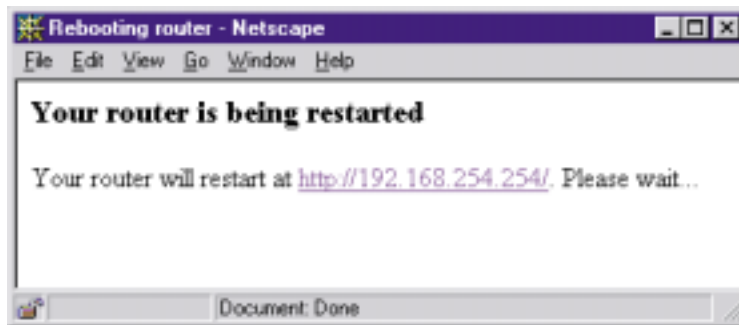 Rebooting router - Netscape
File Edit View Go Window Help
Your router is being restarted
Your router will restart at http://192.168.254.254/. Please wait...
Document: Done